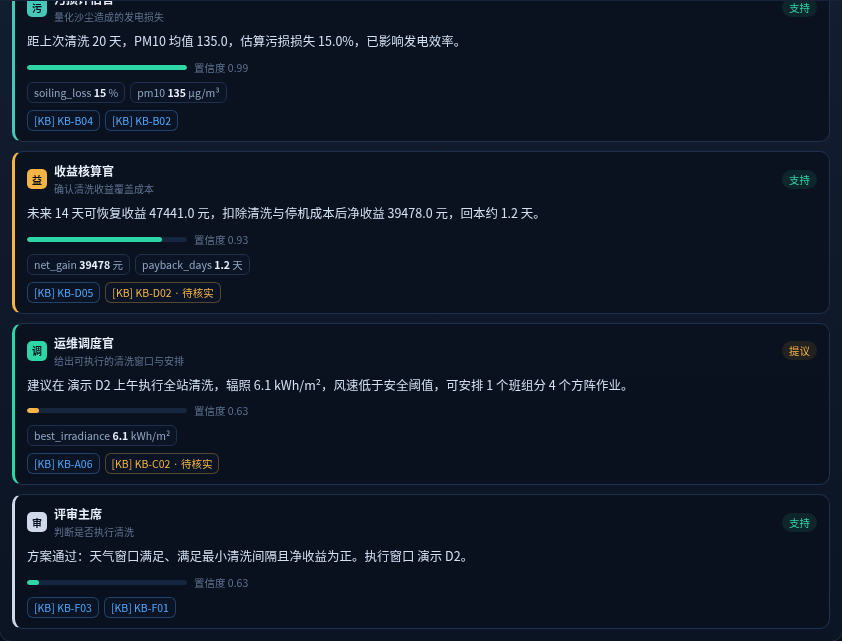 污
量化沙尘造成的发电损失
支持
距上次清洗 20 天，PM10 均值 135.0，估算污损损失 15.0%，已影响发电效率。
置信度 0.99
soiling_loss 15 %
pm10 135 μg/m³
[KB] KB-B04
[KB] KB-B02
益
收益核算官
确认清洗收益覆盖成本
支持
未来 14 天可恢复收益 47441.0 元，扣除清洗与停机成本后净收益 39478.0 元，回本约 1.2 天。
置信度 0.93
net_gain 39478 元
payback_days 1.2 天
[KB] KB-D05
[KB] KB-D02 · 待核实
调
运维调度官
给出可执行的清洗窗口与安排
提议
建议在 演示 D2 上午执行全站清洗，辐照 6.1 kWh/m²，风速低于安全阈值，可安排 1 个班组分 4 个方阵作业。
置信度 0.63
best_irradiance 6.1 kWh/m²
[KB] KB-A06
[KB] KB-C02 · 待核实
审
评审主席
判断是否执行清洗
支持
方案通过：天气窗口满足、满足最小清洗间隔且净收益为正。执行窗口 演示 D2。
置信度 0.63
[KB] KB-F03
[KB] KB-F01